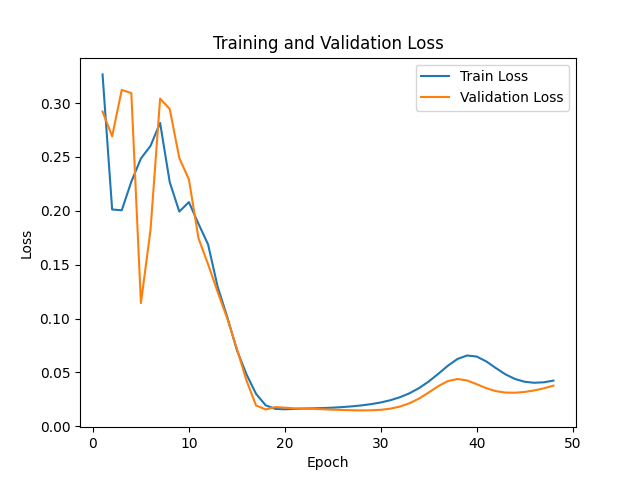 Training and Validation Loss
Train Loss
Validation Loss
0.30
0.25
0.20
0.15
0.10
0.05
0.00
Loss
0 10 20 30 40 50
Epoch